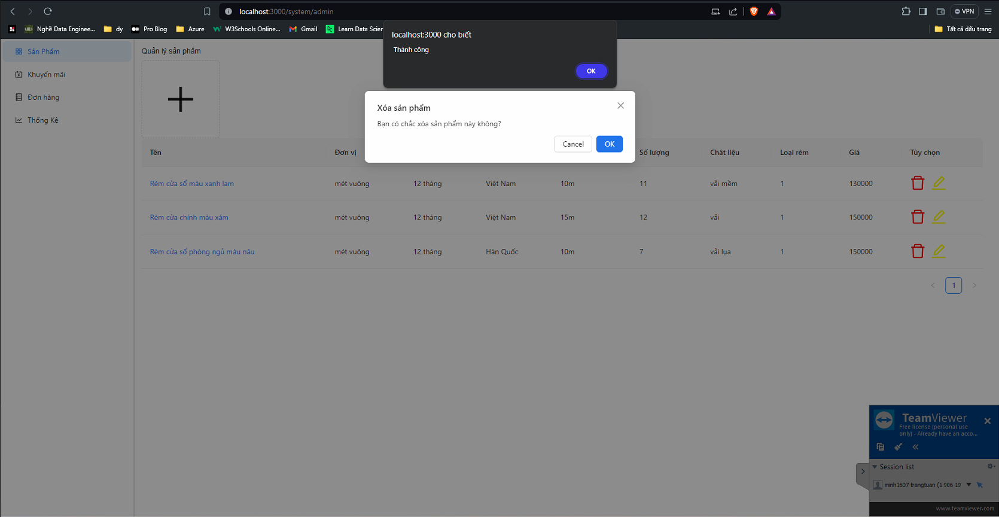 localhost:3000/system/admin
VPN
Nghề Data Enginee...
dy
Pro Blog
Azure
W3Schools Online...
Gmail
Learn Data Scien
Tất cả dấu trang
localhost:3000 cho biết
Thành công
OK
Sản Phẩm
Khuyến mãi
Đơn hàng
Thống Kê
Quản lý sản phẩm
Xóa sản phẩm
Bạn có chắc xóa sản phẩm này không?
Cancel OK
Tên Đơn vị Số lượng Chât liệu Loại rèm Giá Tùy chọn
Rèm cửa sổ màu xanh lam mét vuông 12 tháng Việt Nam 10m 11 vải mềm 1 130000
Rèm cửa chính màu xám mét vuông 12 tháng Việt Nam 15m 12 vải 1 150000
Rèm cửa sổ phòng ngủ màu nâu mét vuông 12 tháng Hàn Quốc 10m 7 vải lụa 1 150000
1
TeamViewer
Free license (personal use
only) - Already have an acco...
Session list
minh1607 trangtuan (1 906 19
www.teamviewer.com